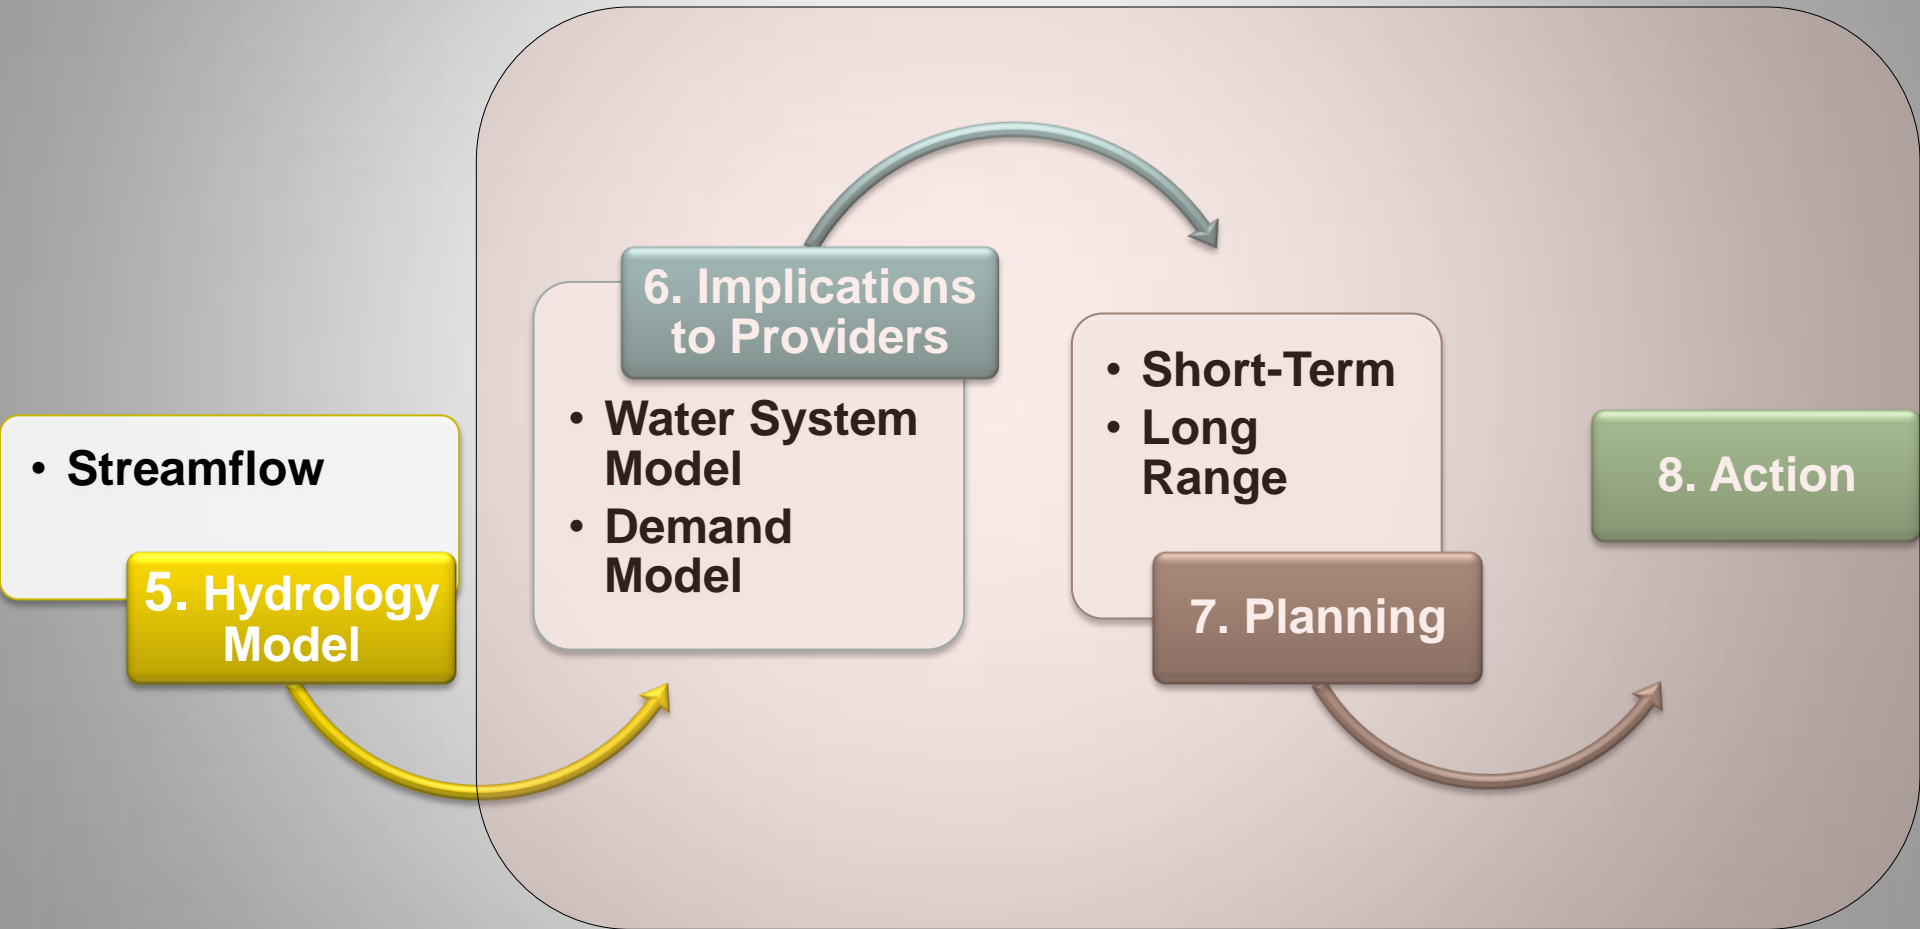 • Streamflow
5. Hydrology
Model
6. Implications
to Providers
• Water System
Model
• Demand
Model
• Short-Term
• Long
Range
7. Planning
8. Action